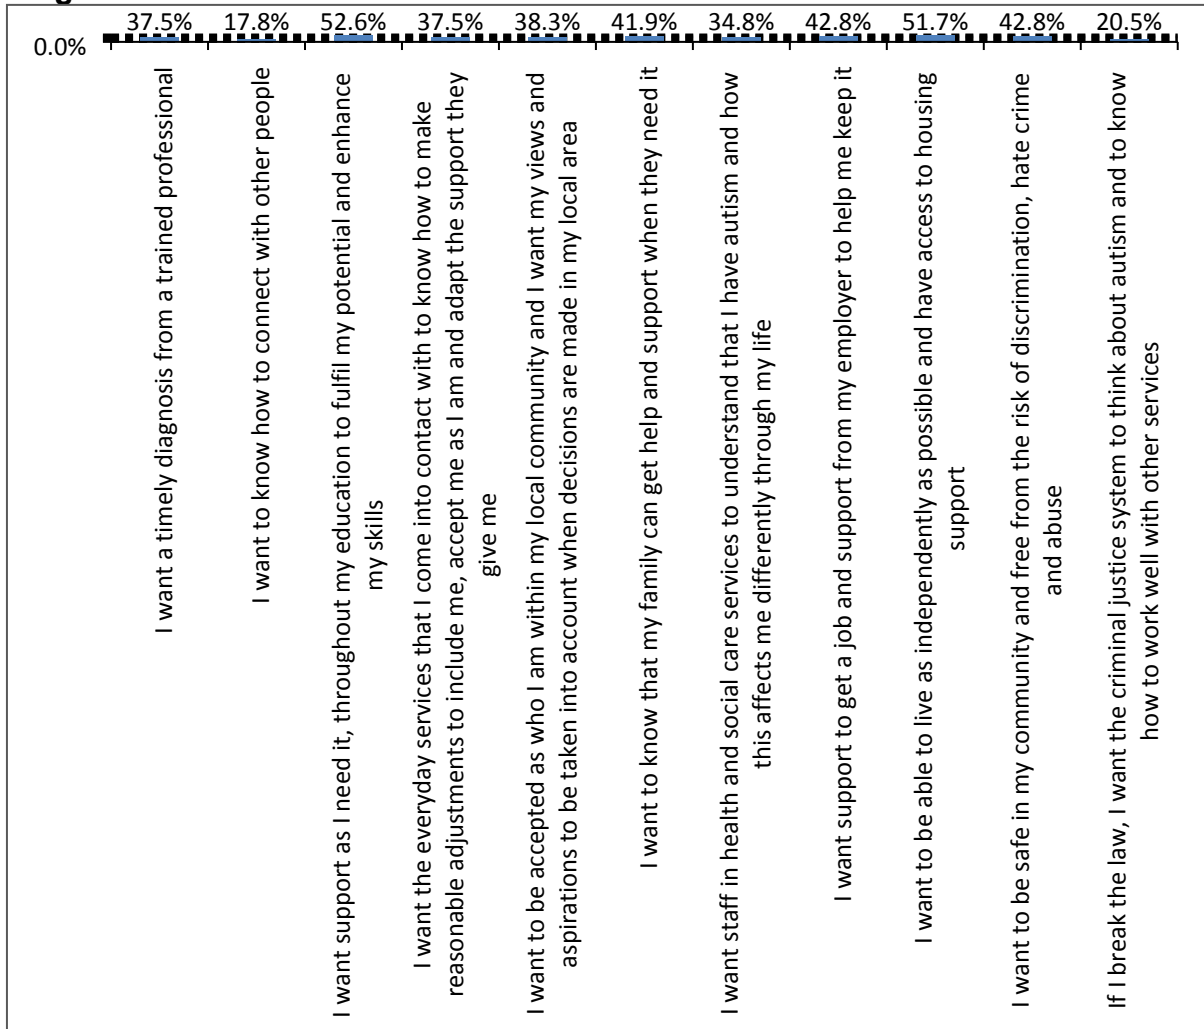 37.5% 17.8% 52.6% 37.5% 38.3% 41.9% 34.8% 42.8% 51.7% 42.8% 20.5%
0.0%
I want a timely diagnosis from a trained professional
I want to know how to connect with other people
I want support as I need it, throughout my education to fulfil my potential and enhance
my skills
I want the everyday services that I come into contact with to know how to make
reasonable adjustments to include me, accept me as I am and adapt the support they
give me
I want to be accepted as who I am within my local community and I want my views and
aspirations to be taken into account when decisions are made in my local area
I want to know that my family can get help and support when they need it
I want staff in health and social care services to understand that I have autism and how
this affects me differently through my life
I want support to get a job and support from my employer to help me keep it
I want to be able to live as independently as possible and have access to housing
support
I want to be safe in my community and free from the risk of discrimination, hate crime
and abuse
If I break the law, I want the criminal justice system to think about autism and to know
how to work well with other services